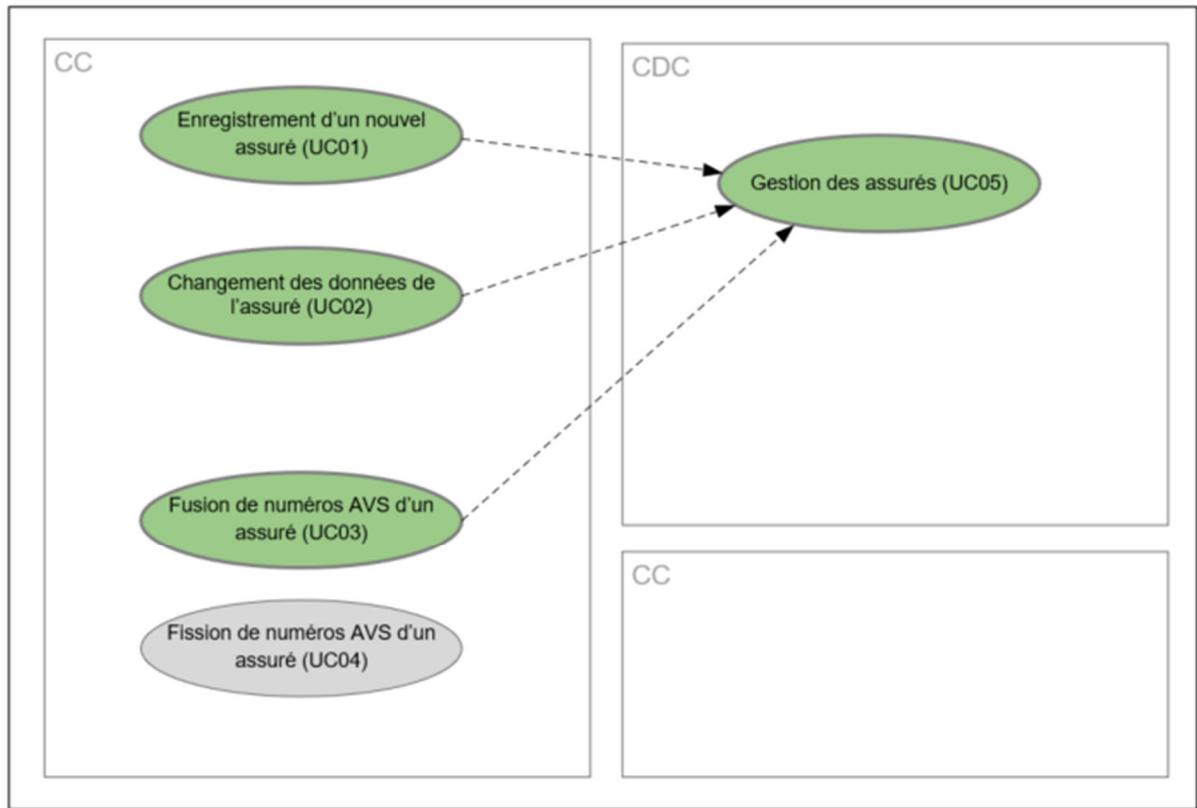 CC
Enregistrement d'un nouvel
assuré (UC01)
Changement des données de
l'assuré (UC02)
Fusion de numéros AVS d'un
assuré (UC03)
Fission de numéros AVS d'un
assuré (UC04)
CDC
Gestion des assurés (UC05)
CC